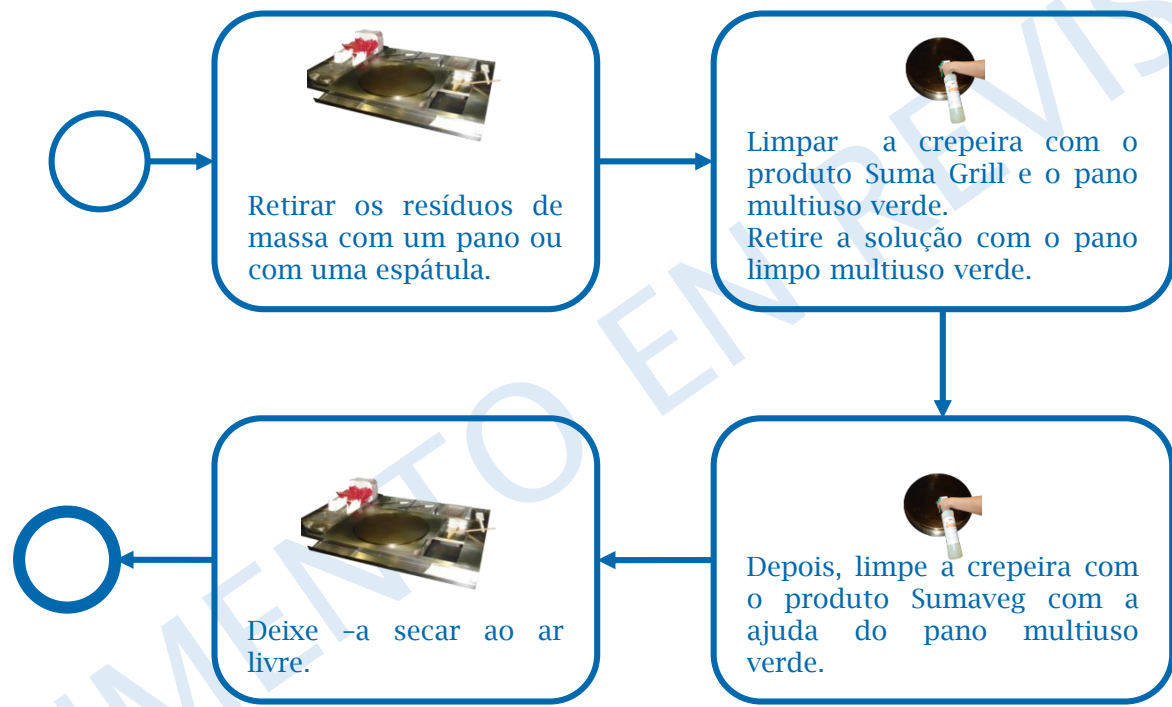 Retirar os resíduos de
massa com um pano ou
com uma espátula.
Limpar a crepeira com o
produto Suma Grill e o pano
multiuso verde.
Retire a solução com o pano
limpo multiuso verde.
Depois, limpe a crepeira com
o produto Sumaveg com a
ajuda do pano multiuso
verde.
Deixe –a secar ao ar
livre.
UMENTO EN REVIS